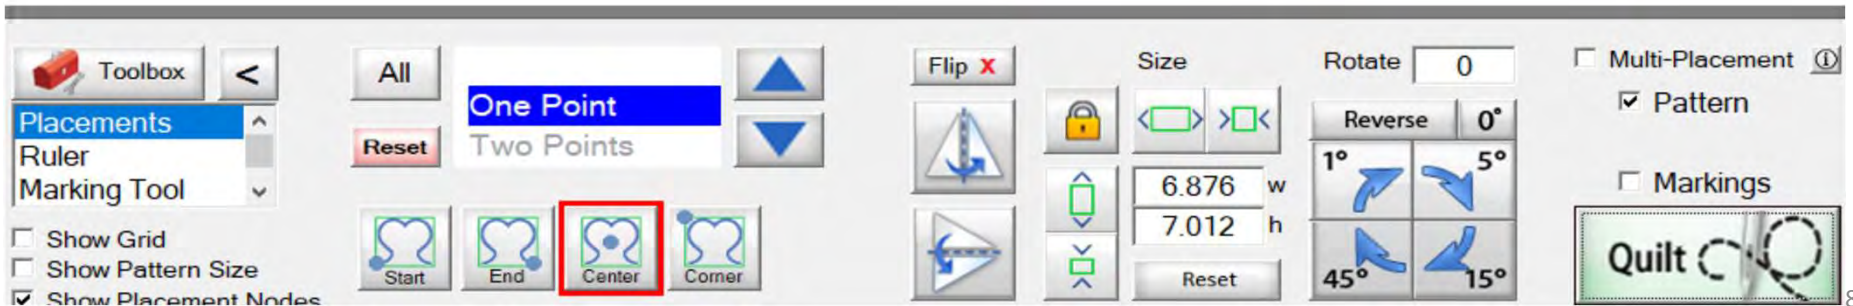 Toolbox
<
Placements
Ruler
Marking Tool
Show Grid
Show Pattern Size
Show Placement Nodes
All
Reset
One Point
Two Points
Start
End
Center
Corner
Flip X
Size
6.876 w
7.012 h
Reset
Rotate 0
Reverse 0°
1° 5°
45° 15°
Multi-Placement
Pattern
Markings
Quilt